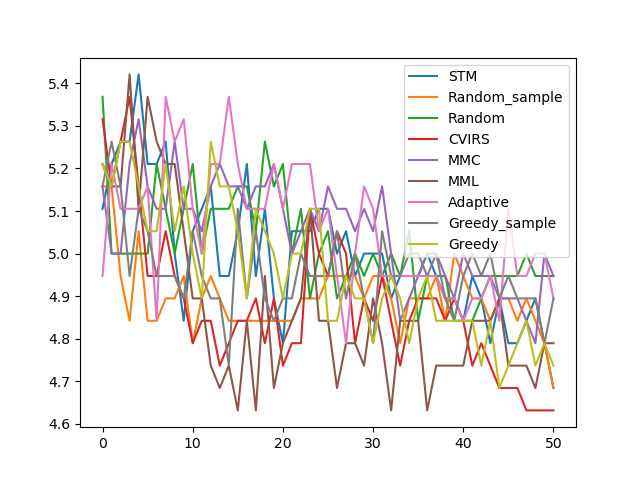 5.4
5.3
5.2
5.1
5.0
4.9
4.8
4.7
4.6
0
10
20
30
40
50
STM
Random_sample
Random
CVIRS
MMC
MML
Adaptive
Greedy_sample
Greedy